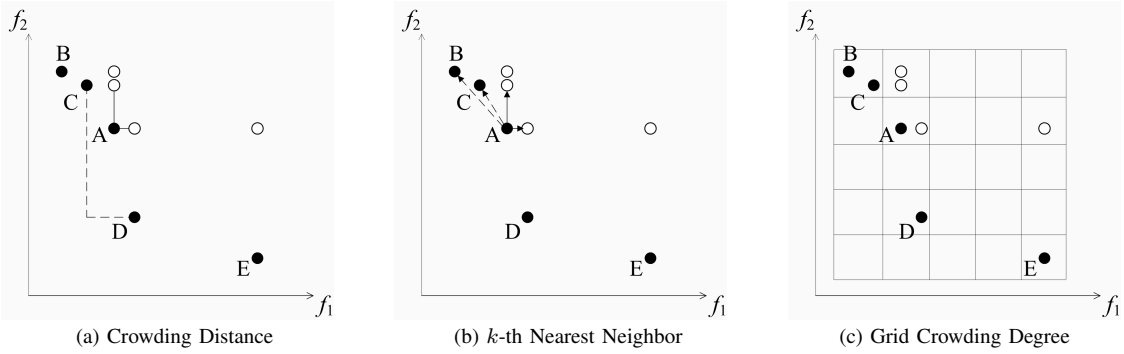 f2
B
C
A
D
E
f1
(a) Crowding Distance
f2
B
C
A
D
E
f1
(b) k-th Nearest Neighbor
f2
B
C
A
D
E
f1
(c) Grid Crowding Degree